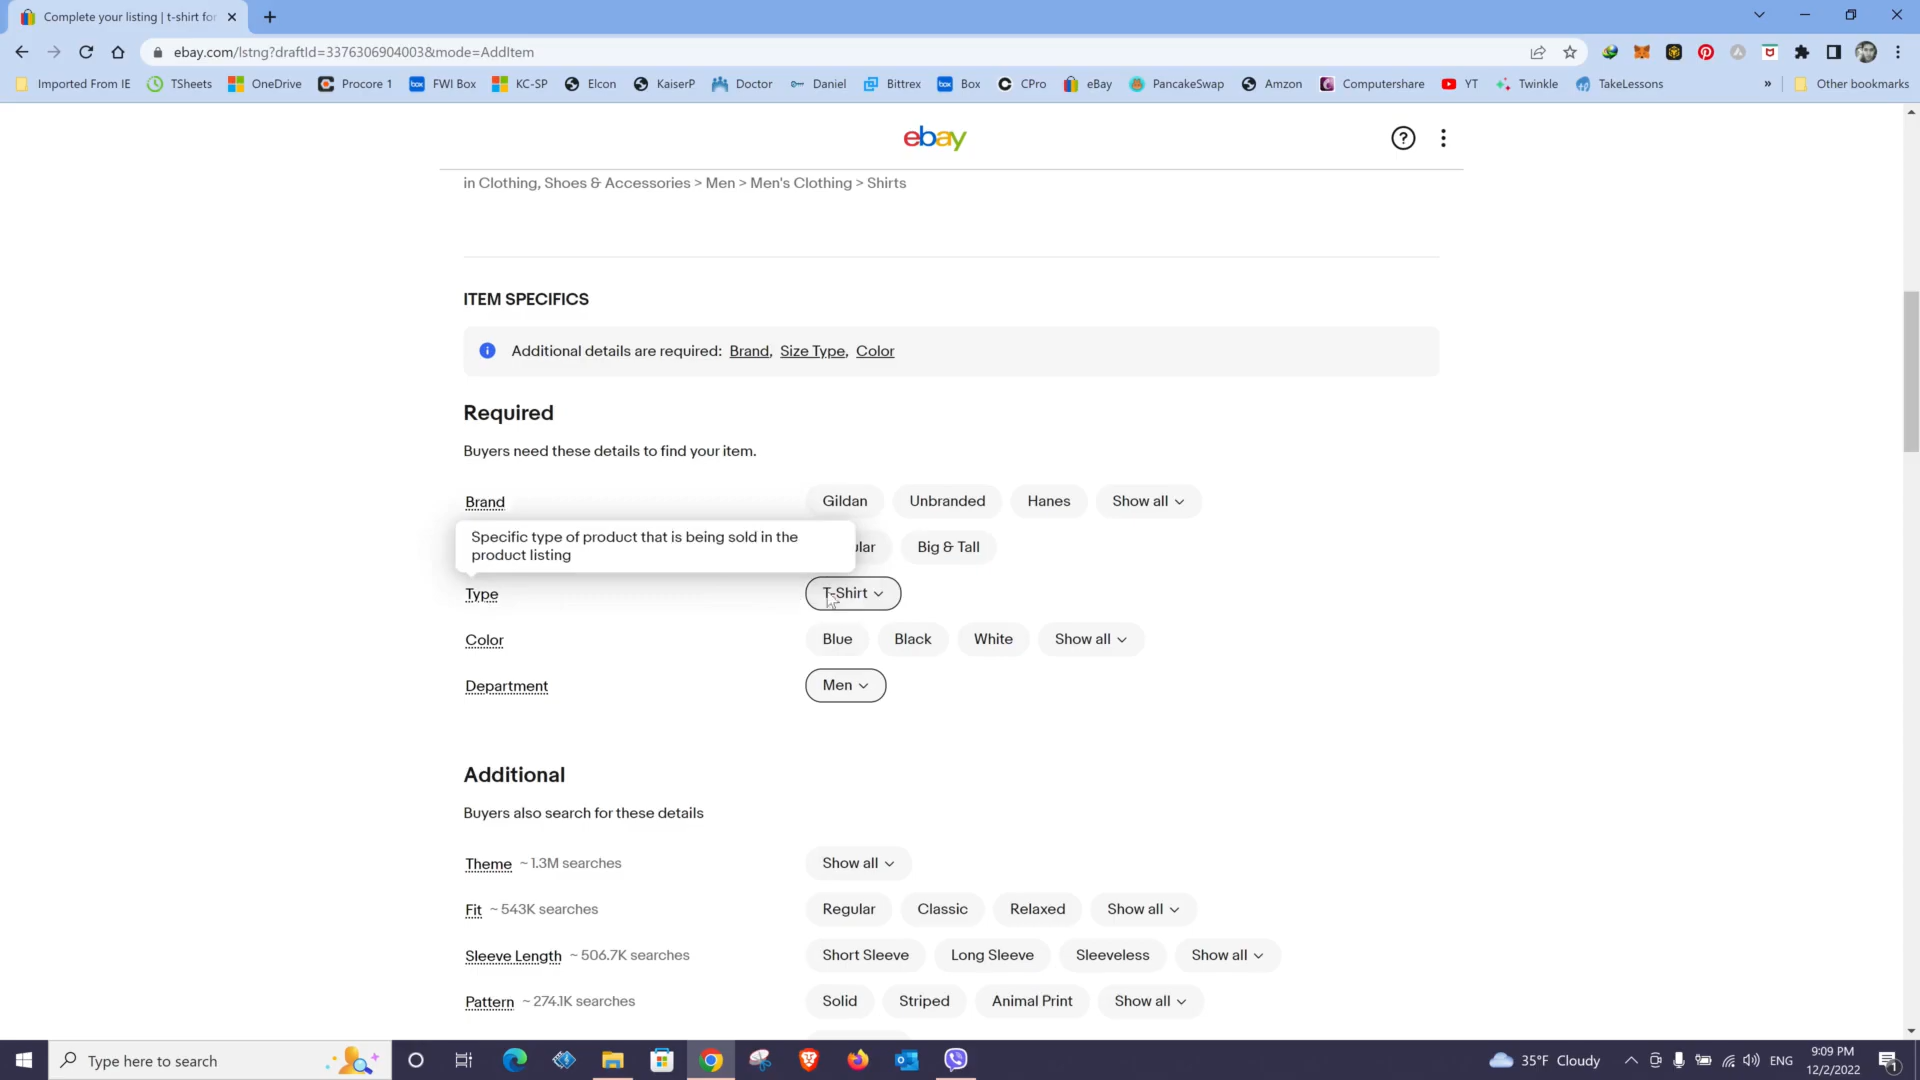 Complete your listing | t-shirt for
ebay.com/lstng?draftId=3376306904003&mode=AddItem
Imported From IE TSheets OneDrive Procore 1 FWI Box KC-SP Elcon KaiserP Doctor Daniel Bittrex Box CPro eBay PancakeSwap Amzon Computershare YT Twinkle TakeLessons » Other bookmarks
ebay
in Clothing, Shoes & Accessories > Men > Men's Clothing > Shirts
ITEM SPECIFICS
Additional details are required: Brand, Size Type, Color
Required
Buyers need these details to find your item.
Brand Gildan Unbranded Hanes Show all
Specific type of product that is being sold in the
product listing
lar Big & Tall
Type T-Shirt
Color Blue Black White Show all
Department Men
Additional
Buyers also search for these details
Theme ~ 1.3M searches Show all
Fit ~ 543K searches Regular Classic Relaxed Show all
Sleeve Length ~ 506.7K searches Short Sleeve Long Sleeve Sleeveless Show all
Pattern ~ 274.1K searches Solid Striped Animal Print Show all
Type here to search
35°F Cloudy ENG
9:09 PM
12/2/2022
1